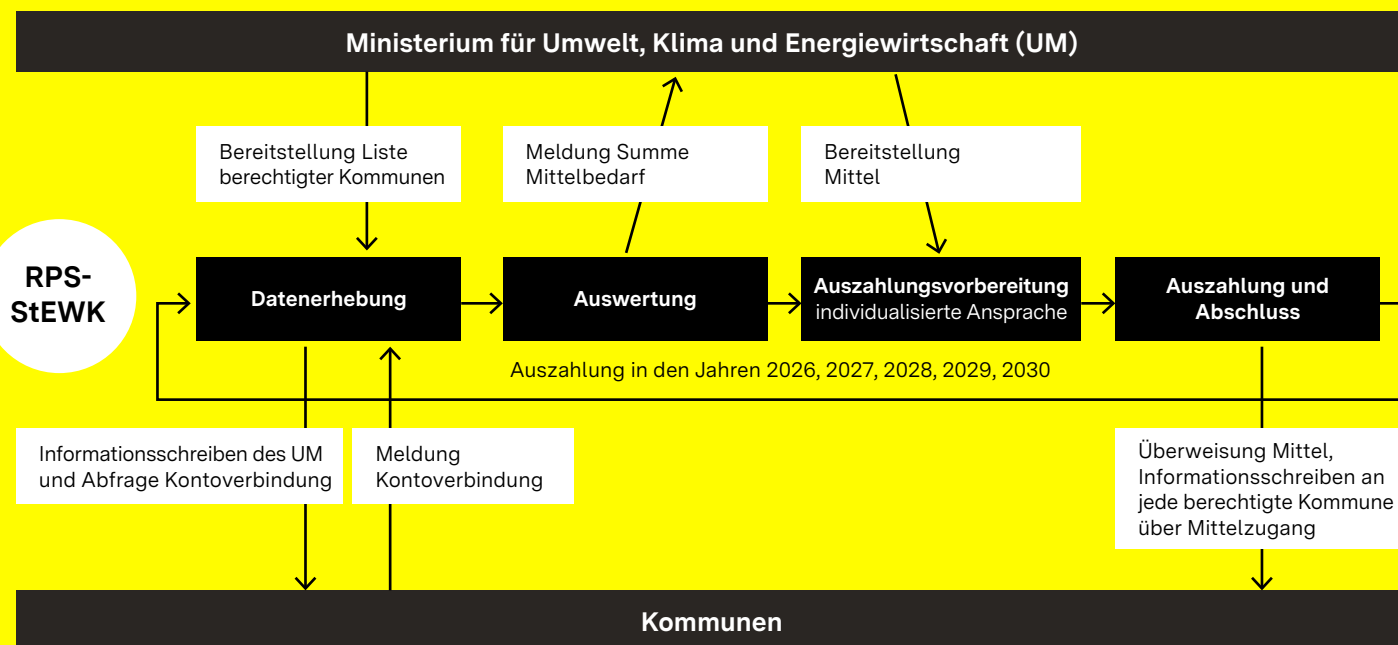 Ministerium für Umwelt, Klima und Energiewirtschaft (UM)
Bereitstellung Liste
berechtigter Kommunen
Meldung Summe
Mittelbedarf
Bereitstellung
Mittel
RPS-
StEWK
Datenerhebung
Auswertung
Auszahlungsvorbereitung
individualisierte Ansprache
Auszahlung und
Abschluss
Auszahlung in den Jahren 2026, 2027, 2028, 2029, 2030
Informationsschreiben des UM
und Abfrage Kontoverbindung
Meldung
Kontoverbindung
Überweisung Mittel,
Informationsschreiben an
jede berechtigte Kommune
über Mittelzugang
Kommunen